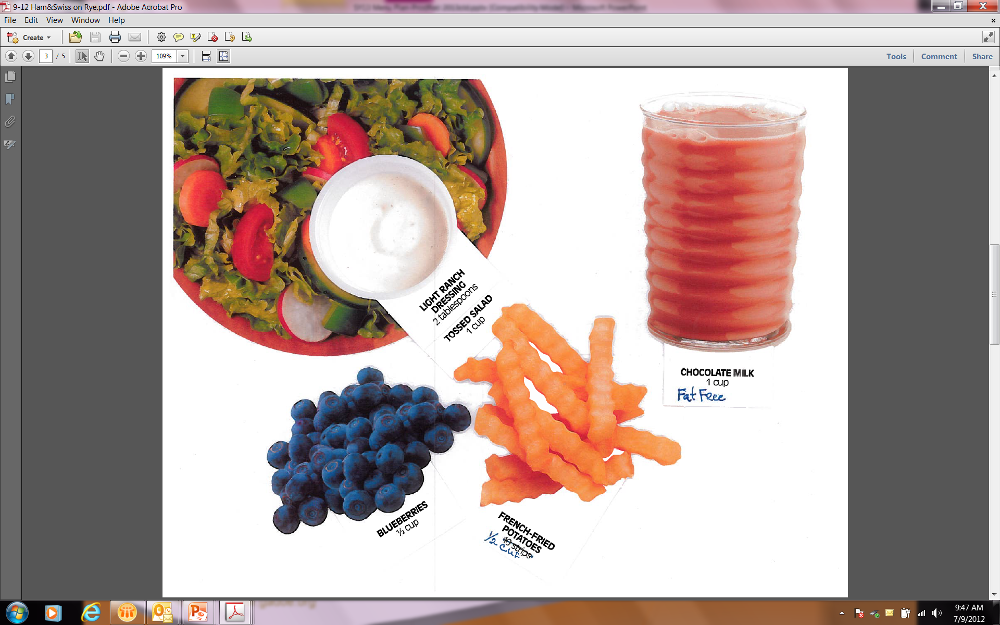 9-12 Ham&Swiss on Rye.pdf - Adobe Acrobat Pro
File Edit View Window Help
Create
3 / 5
109%
Tools Comment Share
LIGHT RANCH
DRESSING
2 tablespoons
TOSSED SALAD
1 cup
CHOCOLATE MILK
1 cup
Fat Free
BLUEBERRIES
½ cup
FRENCH-FRIED
POTATOES
10 strips
1/2 cup
9:47 AM
7/9/2012